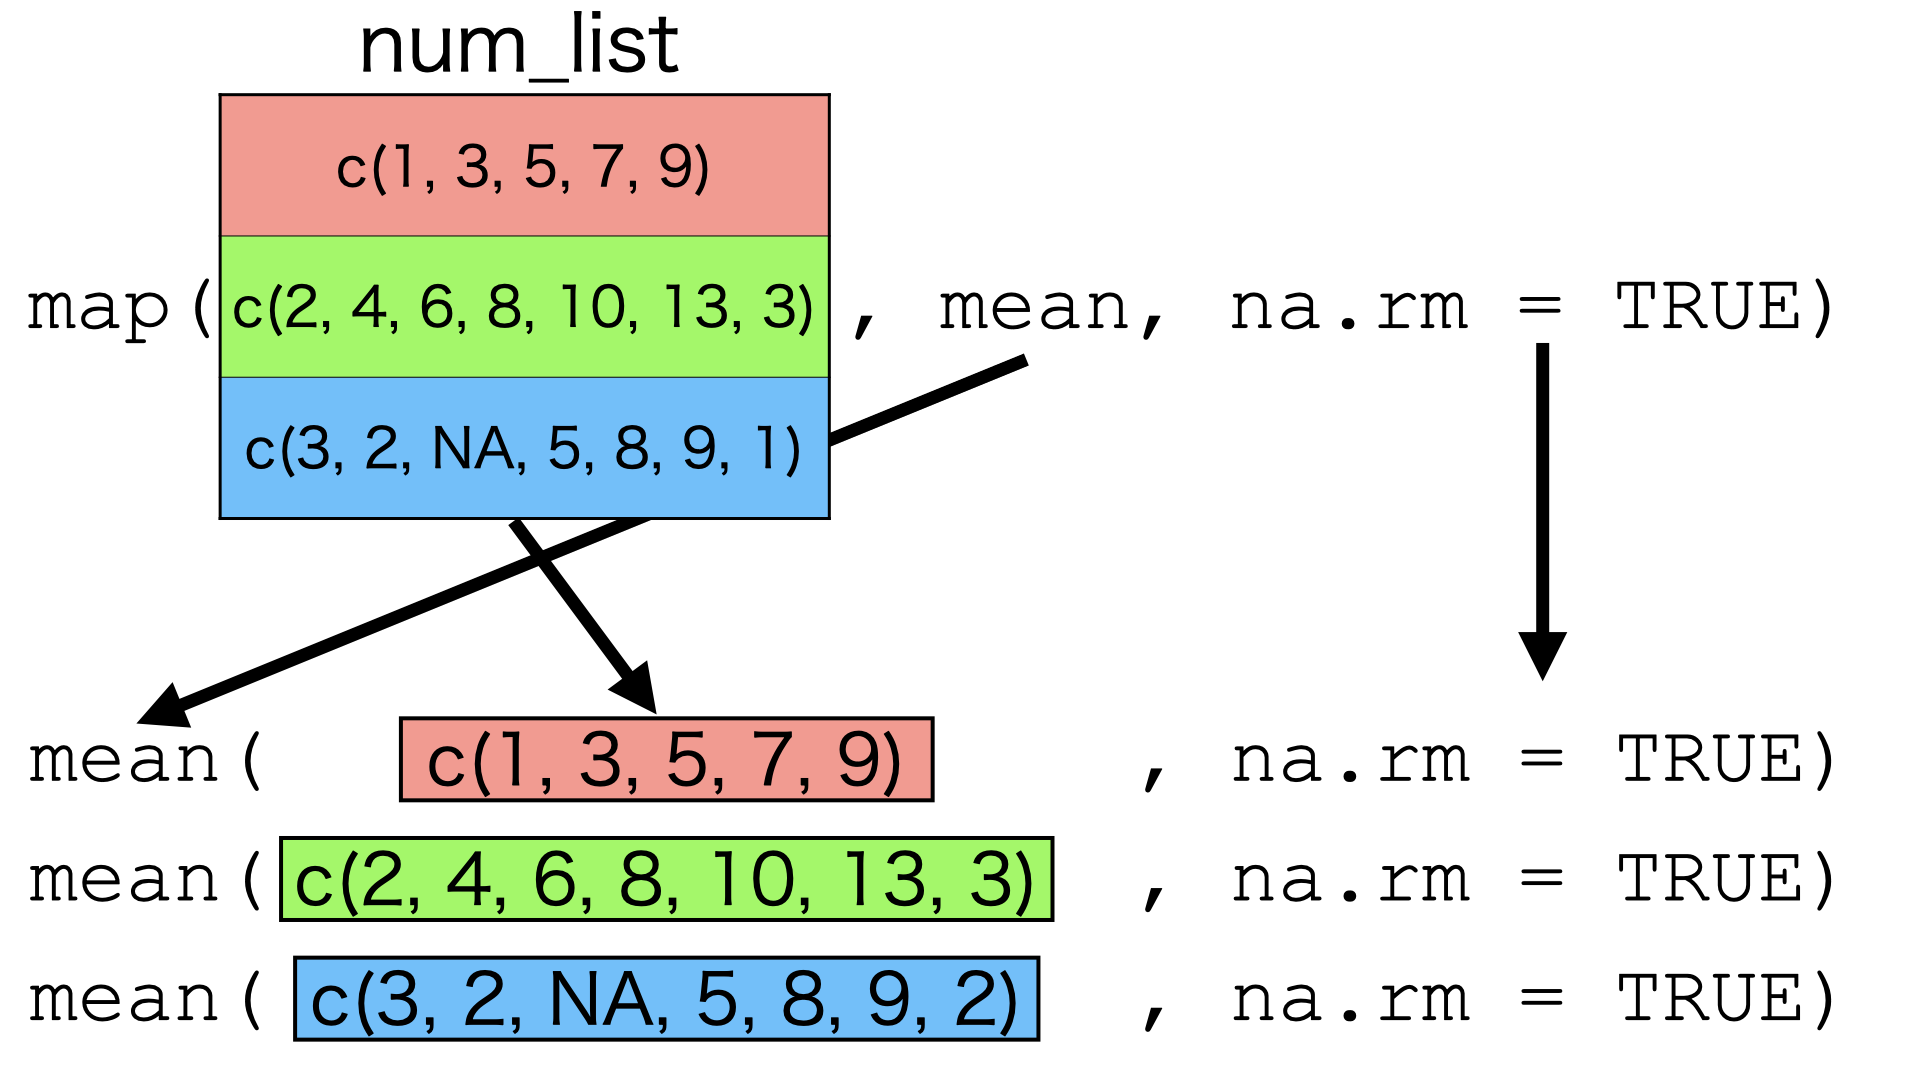 num_list
c(1, 3, 5, 7, 9)
map(c(2, 4, 6, 8, 10, 13, 3), mean, na.rm = TRUE)
c(3, 2, NA, 5, 8, 9, 1)
mean( c(1, 3, 5, 7, 9) , na.rm = TRUE)
mean(c(2, 4, 6, 8, 10, 13, 3) , na.rm = TRUE)
mean( c(3, 2, NA, 5, 8, 9, 2) , na.rm = TRUE)